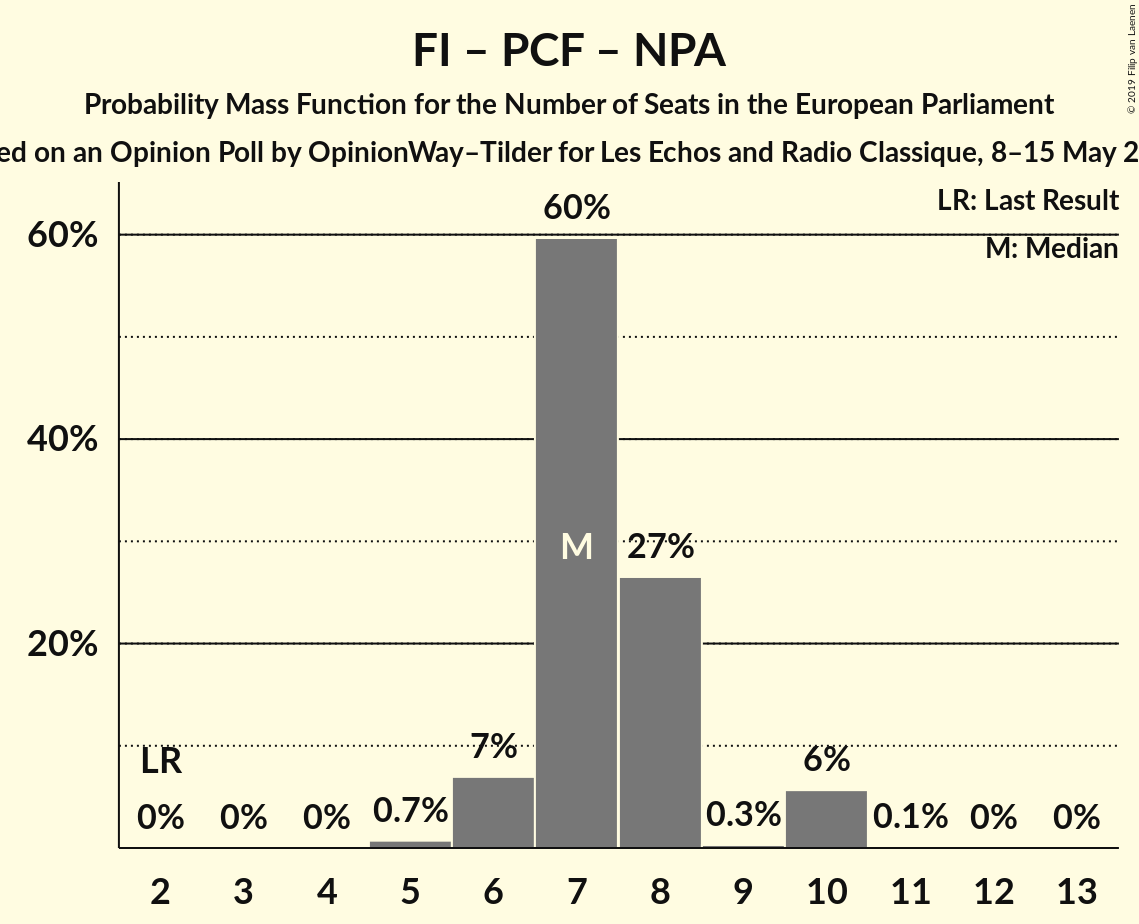 FI – PCF – NPA
Probability Mass Function for the Number of Seats in the European Parliament
ed on an Opinion Poll by OpinionWay–Tilder for Les Echos and Radio Classique, 8–15 May 2
© 2019 Filip van Laenen
LR: Last Result
M: Median
60%
40%
20%
LR
0%
0%
0%
0.7%
7%
60%
M
27%
0.3%
6%
0.1%
0%
0%
2 3 4 5 6 7 8 9 10 11 12 13